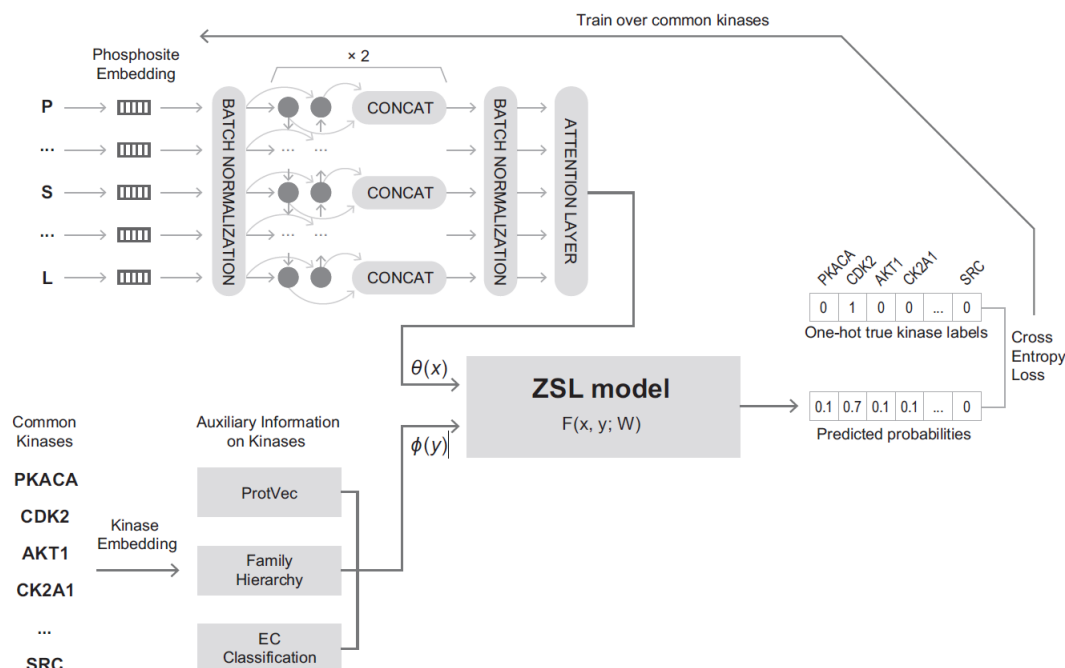 Train over common kinases
Phosphosite
Embedding
× 2
P
...
S
...
L
BATCH NORMALIZATION
CONCAT
... ...
CONCAT
... ...
CONCAT
BATCH NORMALIZATION
ATTENTION LAYER
PKACA CDK2 AKT1 CK2A1 SRC
0 1 0 0 ... 0
One-hot true kinase labels
Cross
Entropy
Loss
0.1 0.7 0.1 0.1 ... 0
Predicted probabilities
θ(x)
ϕ(y)
ZSL model
F(x, y; W)
Common
Kinases
PKACA
CDK2
AKT1
CK2A1
...
SRC
Kinase
Embedding
Auxiliary Information
on Kinases
ProtVec
Family
Hierarchy
EC
Classification